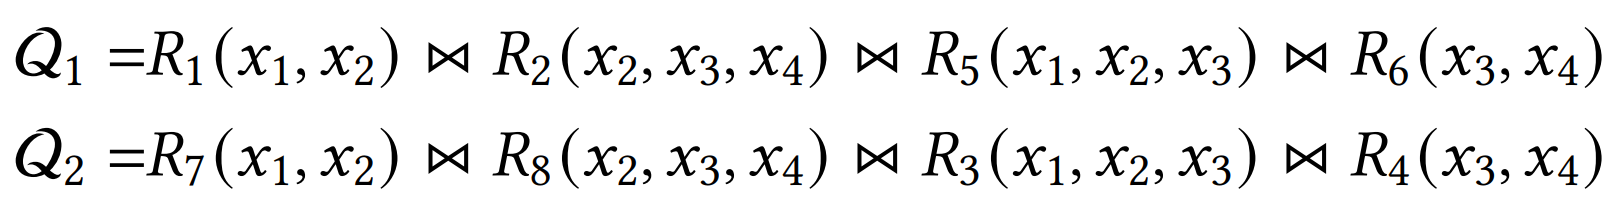 𝒬₁ =R₁(x₁, x₂) ⋈ R₂(x₂, x₃, x₄) ⋈ R₅(x₁, x₂, x₃) ⋈ R₆(x₃, x₄)
𝒬₂ =R₇(x₁, x₂) ⋈ R₈(x₂, x₃, x₄) ⋈ R₃(x₁, x₂, x₃) ⋈ R₄(x₃, x₄)